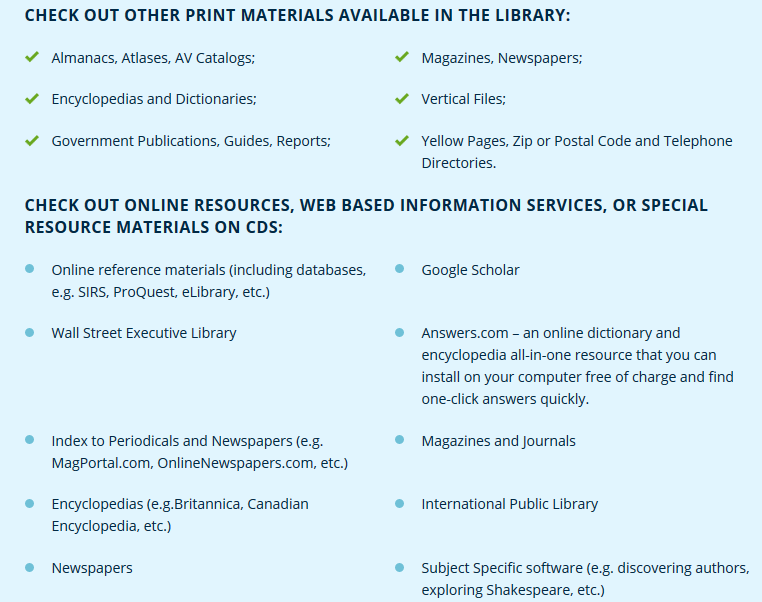 CHECK OUT OTHER PRINT MATERIALS AVAILABLE IN THE LIBRARY:
Almanacs, Atlases, AV Catalogs;
Magazines, Newspapers;
Encyclopedias and Dictionaries;
Vertical Files;
Government Publications, Guides, Reports;
Yellow Pages, Zip or Postal Code and Telephone
Directories.
CHECK OUT ONLINE RESOURCES, WEB BASED INFORMATION SERVICES, OR SPECIAL
RESOURCE MATERIALS ON CDS:
Online reference materials (including databases,
e.g. SIRS, ProQuest, eLibrary, etc.)
Google Scholar
Wall Street Executive Library
Answers.com – an online dictionary and
encyclopedia all-in-one resource that you can
install on your computer free of charge and find
one-click answers quickly.
Index to Periodicals and Newspapers (e.g.
MagPortal.com, OnlineNewspapers.com, etc.)
Magazines and Journals
Encyclopedias (e.g.Britannica, Canadian
Encyclopedia, etc.)
International Public Library
Newspapers
Subject Specific software (e.g. discovering authors,
exploring Shakespeare, etc.)